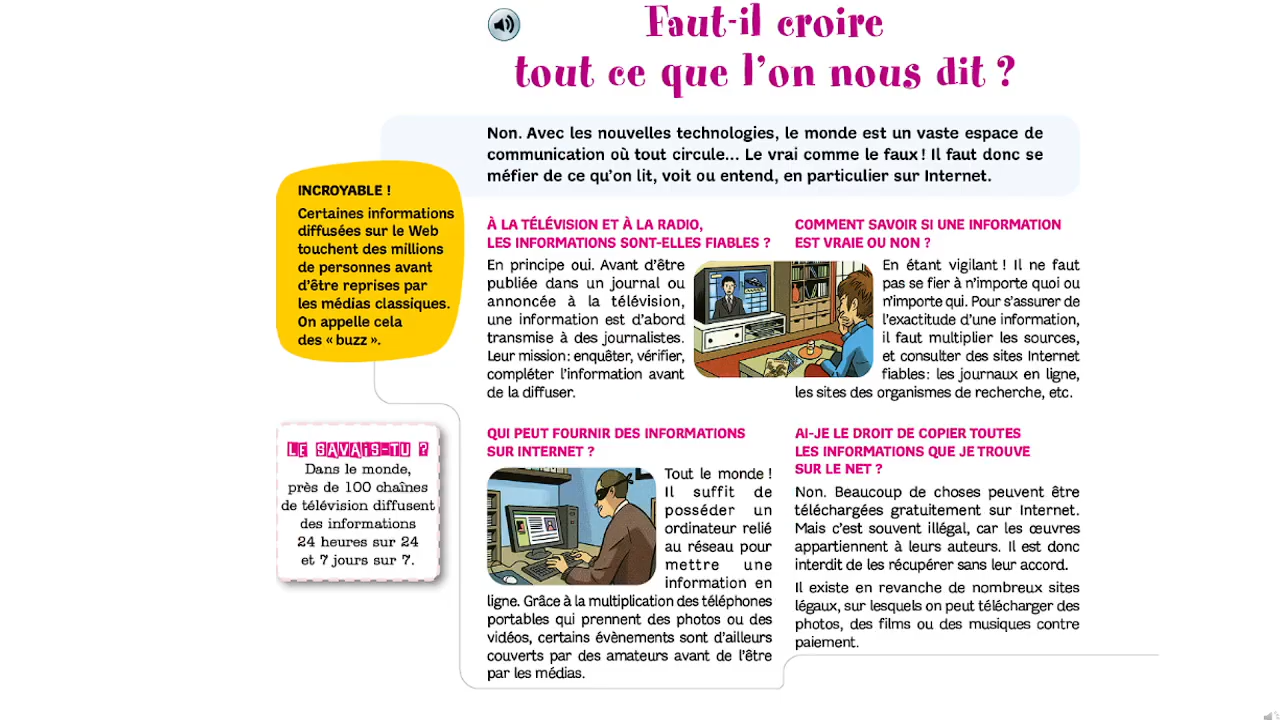 Faut-il croire
tout ce que l'on nous dit ?
Non. Avec les nouvelles technologies, le monde est un vaste espace de
communication où tout circule... Le vrai comme le faux ! Il faut donc se
méfier de ce qu'on lit, voit ou entend, en particulier sur Internet.
INCROYABLE !
Certaines informations
diffusées sur le Web
touchent des millions
de personnes avant
d'être reprises par
les médias classiques.
On appelle cela
des « buzz ».
LE SAVAIS-TU ?
Dans le monde,
près de 100 chaînes
de télévision diffusent
des informations
24 heures sur 24
et 7 jours sur 7.
À LA TÉLÉVISION ET À LA RADIO,
LES INFORMATIONS SONT-ELLES FIABLES ?
En principe oui. Avant d'être
publiée dans un journal ou
annoncée à la télévision,
une information est d'abord
transmise à des journalistes.
Leur mission : enquêter, vérifier,
compléter l'information avant
de la diffuser.
COMMENT SAVOIR SI UNE INFORMATION
EST VRAIE OU NON ?
En étant vigilant ! Il ne faut
pas se fier à n'importe quoi ou
n'importe qui. Pour s'assurer de
l'exactitude d'une information,
il faut multiplier les sources,
et consulter des sites Internet
fiables : les journaux en ligne,
les sites des organismes de recherche, etc.
QUI PEUT FOURNIR DES INFORMATIONS
SUR INTERNET ?
Tout le monde !
Il suffit de
posséder un
ordinateur relié
au réseau pour
mettre une
information en
ligne. Grâce à la multiplication des téléphones
portables qui prennent des photos ou des
vidéos, certains évènements sont d'ailleurs
couverts par des amateurs avant de l'être
par les médias.
AI-JE LE DROIT DE COPIER TOUTES
LES INFORMATIONS QUE JE TROUVE
SUR LE NET ?
Non. Beaucoup de choses peuvent être
téléchargées gratuitement sur Internet.
Mais c'est souvent illégal, car les œuvres
appartiennent à leurs auteurs. Il est donc
interdit de les récupérer sans leur accord.
Il existe en revanche de nombreux sites
légaux, sur lesquels on peut télécharger des
photos, des films ou des musiques contre
paiement.